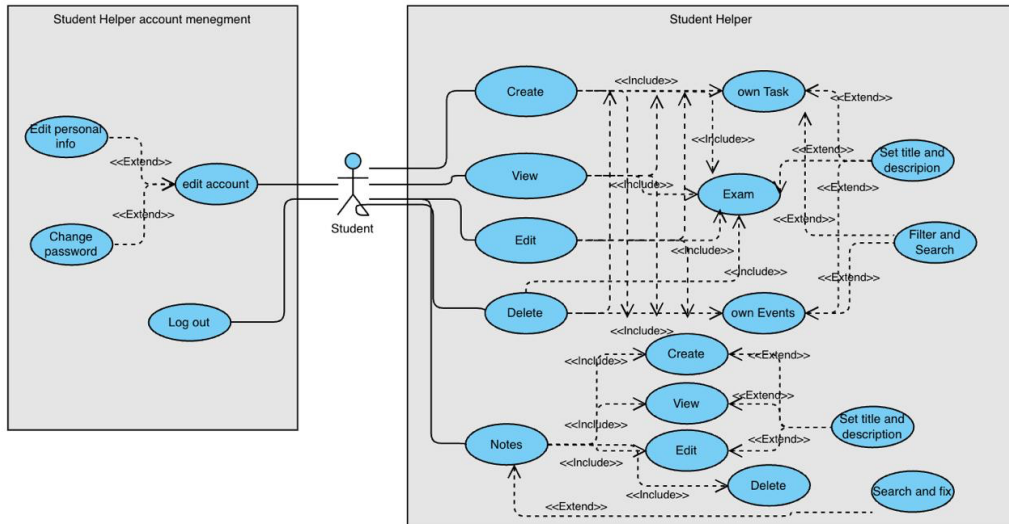 Student Helper account menegment
Student Helper
Create
<<Include>>
own Task
<<Extend>>
Edit personal
info
<<Include>>
<<Extend>>
edit account
<<Extend>>
View
<<Include>>
Exam
<<Extend>>
Set title and
descripion
<<Extend>>
<<Extend>>
Change
password
Student
Edit
<<Include>>
<<Extend>>
Filter and
Search
Log out
Delete
<<Include>>
own Events
<<Include>>
Create
<<Extend>>
View
<<Extend>>
<<Include>>
Set title and
description
Notes
Edit
<<Extend>>
<<Include>>
<<Include>>
Delete
Search and fix
<<Extend>>